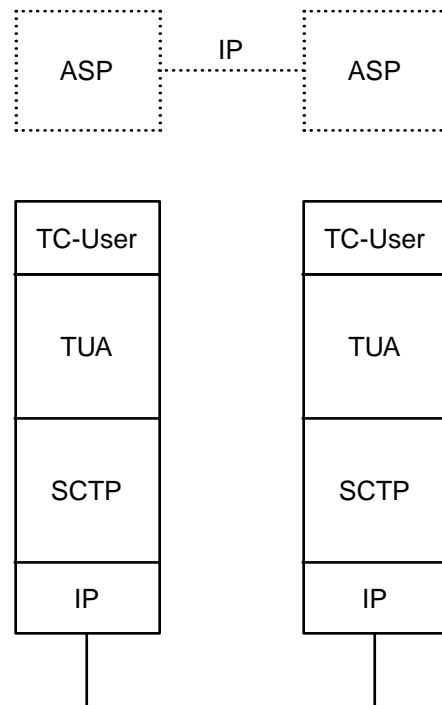 IP
ASP ASP
TC-User TC-User
TUA TUA
SCTP SCTP
IP IP